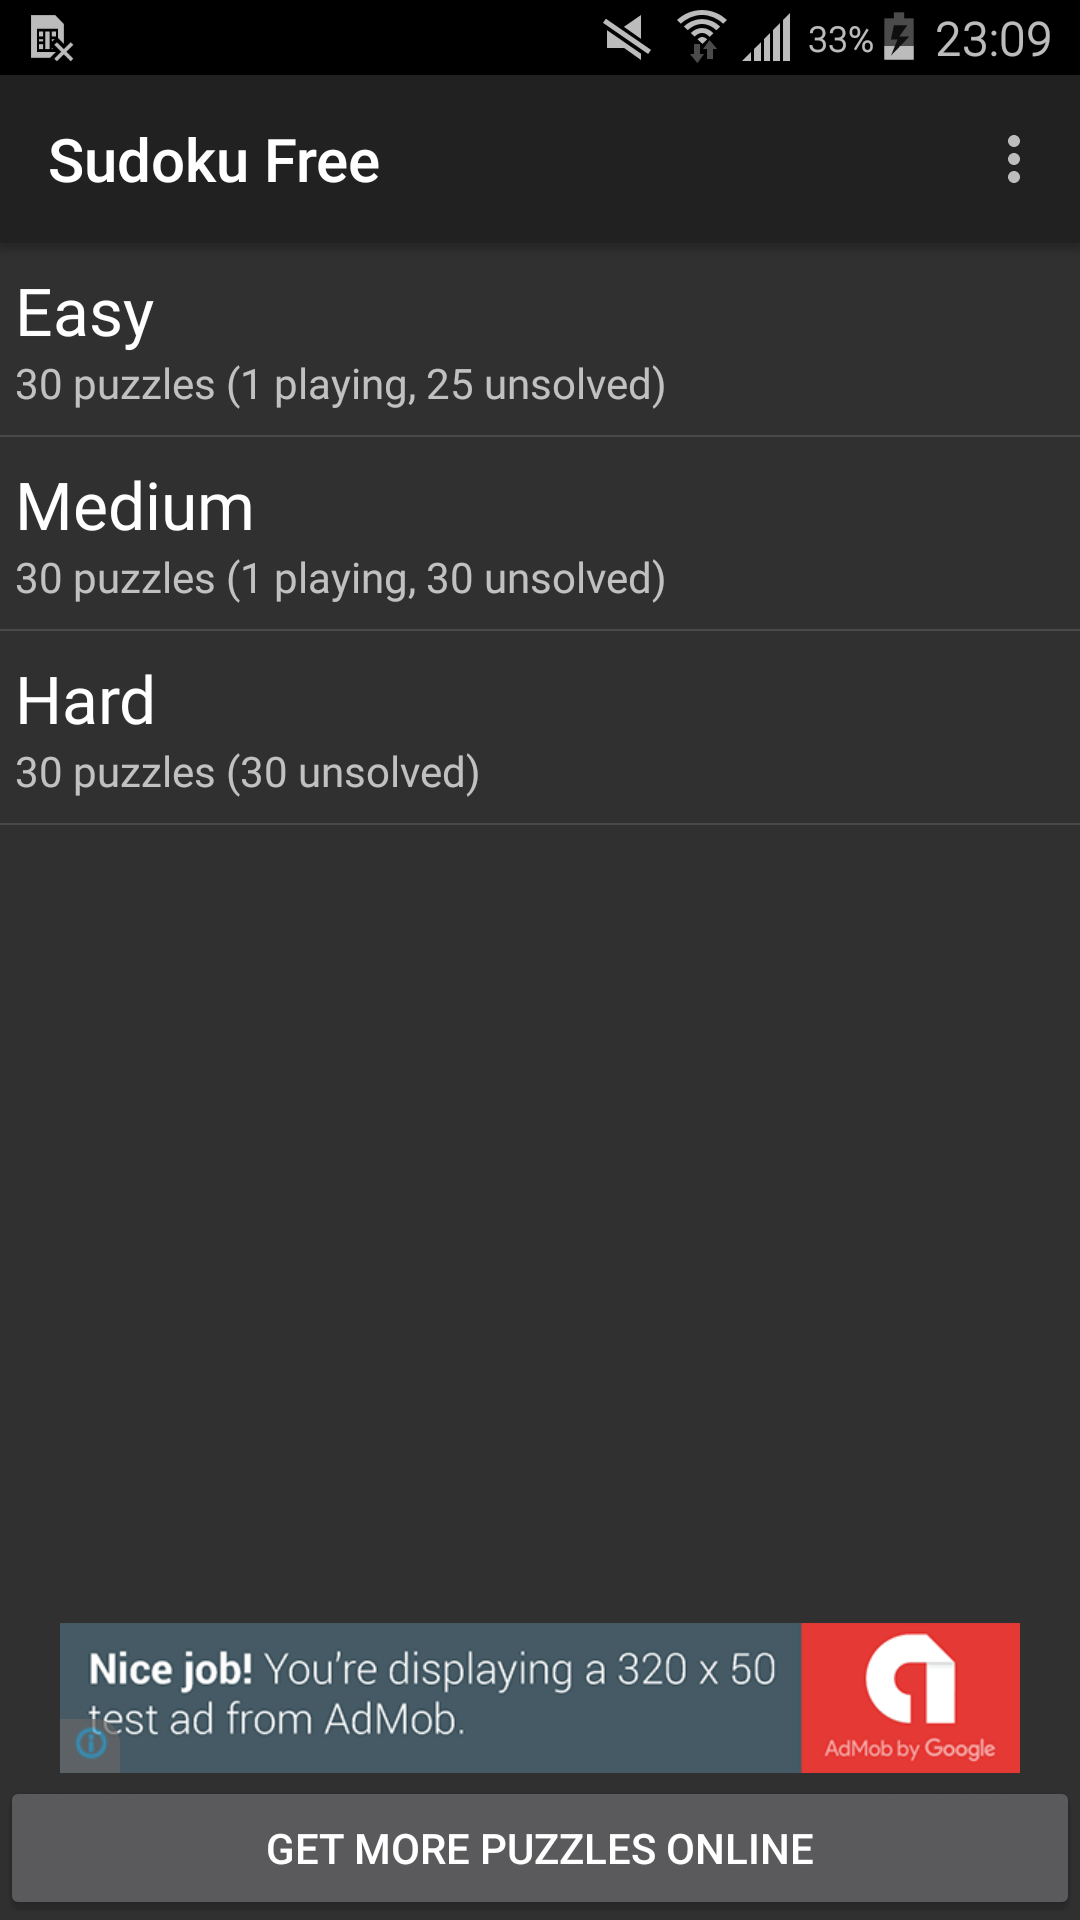 33% 23:09
Sudoku Free
Easy
30 puzzles (1 playing, 25 unsolved)
Medium
30 puzzles (1 playing, 30 unsolved)
Hard
30 puzzles (30 unsolved)
Nice job! You're displaying a 320 x 50
test ad from AdMob.
AdMob by Google
GET MORE PUZZLES ONLINE